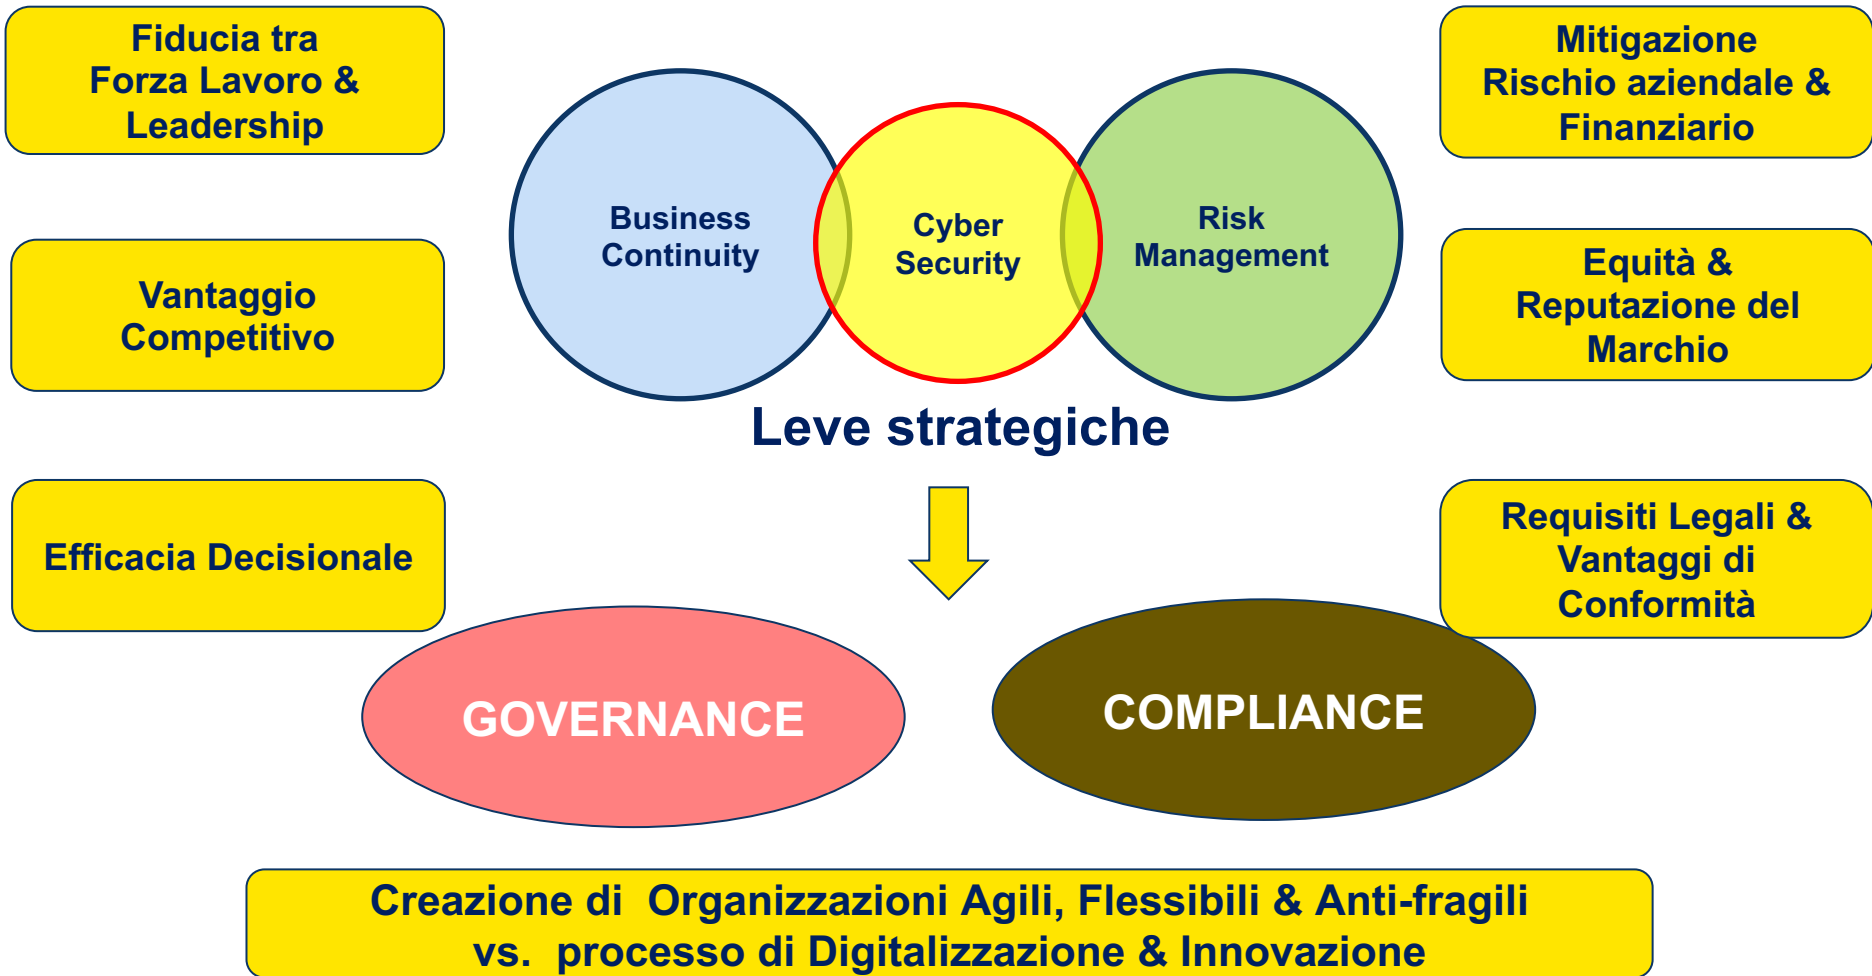 Fiducia tra
Forza Lavoro &
Leadership
Vantaggio
Competitivo
Efficacia Decisionale
Business
Continuity
Cyber
Security
Risk
Management
Leve strategiche
Mitigazione
Rischio aziendale &
Finanziario
Equità &
Reputazione del
Marchio
Requisiti Legali &
Vantaggi di
Conformità
GOVERNANCE
COMPLIANCE
Creazione di Organizzazioni Agili, Flessibili & Anti-fragili
vs. processo di Digitalizzazione & Innovazione